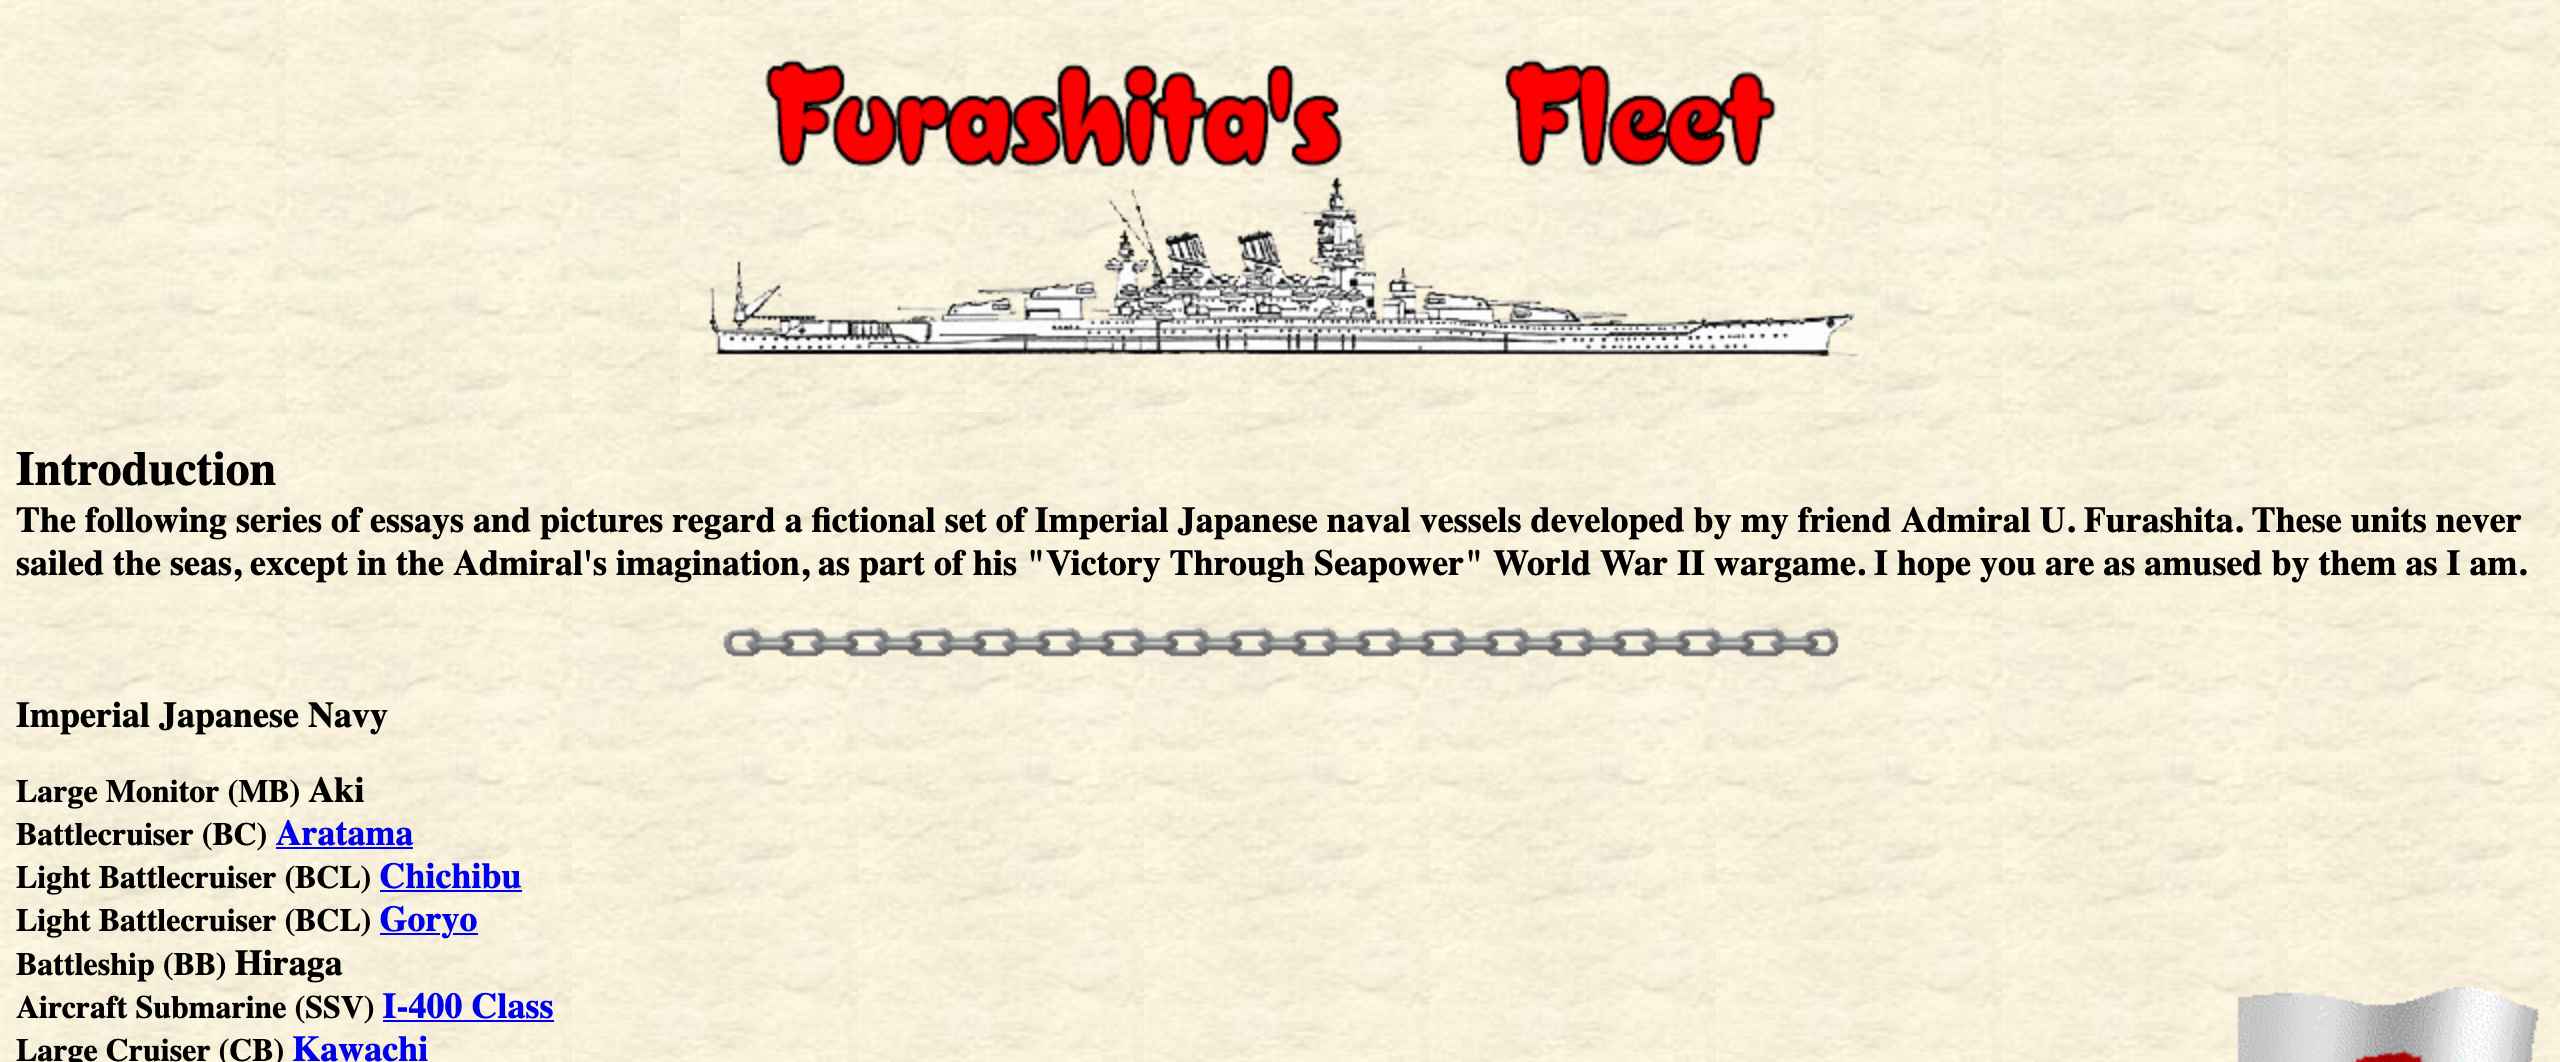 Furashita's Fleet
Introduction
The following series of essays and pictures regard a fictional set of Imperial Japanese naval vessels developed by my friend Admiral U. Furashita. These units never
sailed the seas, except in the Admiral's imagination, as part of his "Victory Through Seapower" World War II wargame. I hope you are as amused by them as I am.
Imperial Japanese Navy
Large Monitor (MB) Aki
Battlecruiser (BC) Aratama
Light Battlecruiser (BCL) Chichibu
Light Battlecruiser (BCL) Goryo
Battleship (BB) Hiraga
Aircraft Submarine (SSV) I-400 Class
Large Cruiser (CB) Kawachi